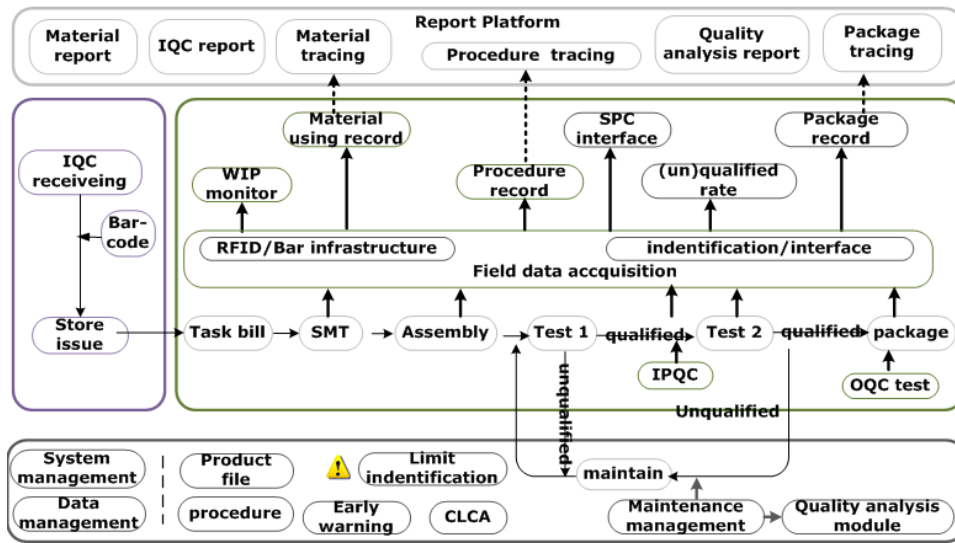 Report Platform
Material
report
IQC report
Material
tracing
Procedure tracing
Quality
analysis report
Package
tracing
IQC
receiveing
Bar-
code
Store
issue
Material
using record
SPC
interface
Package
record
WIP
monitor
Procedure
record
(un)qualified
rate
RFID/Bar infrastructure
indentification/interface
Field data accquisition
Task bill
SMT
Assembly
Test 1
qualified
Test 2
qualified
package
IPQC
OQC test
unqualified
Unqualified
System
management
Product
file
Limit
indentification
maintain
Data
management
procedure
Early
warning
CLCA
Maintenance
management
Quality analysis
module